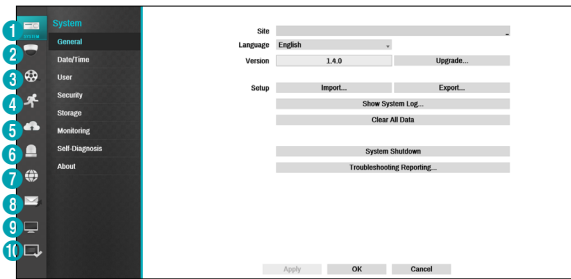 1
2
3
4
5
6
7
8
9
10
System
General
Date/Time
User
Security
Storage
Monitoring
Self-Diagnosis
About
Site
Language English
Version 1.4.0 Upgrade...
Setup Import... Export...
Show System Log...
Clear All Data
System Shutdown
Troubleshooting Reporting...
Apply OK Cancel